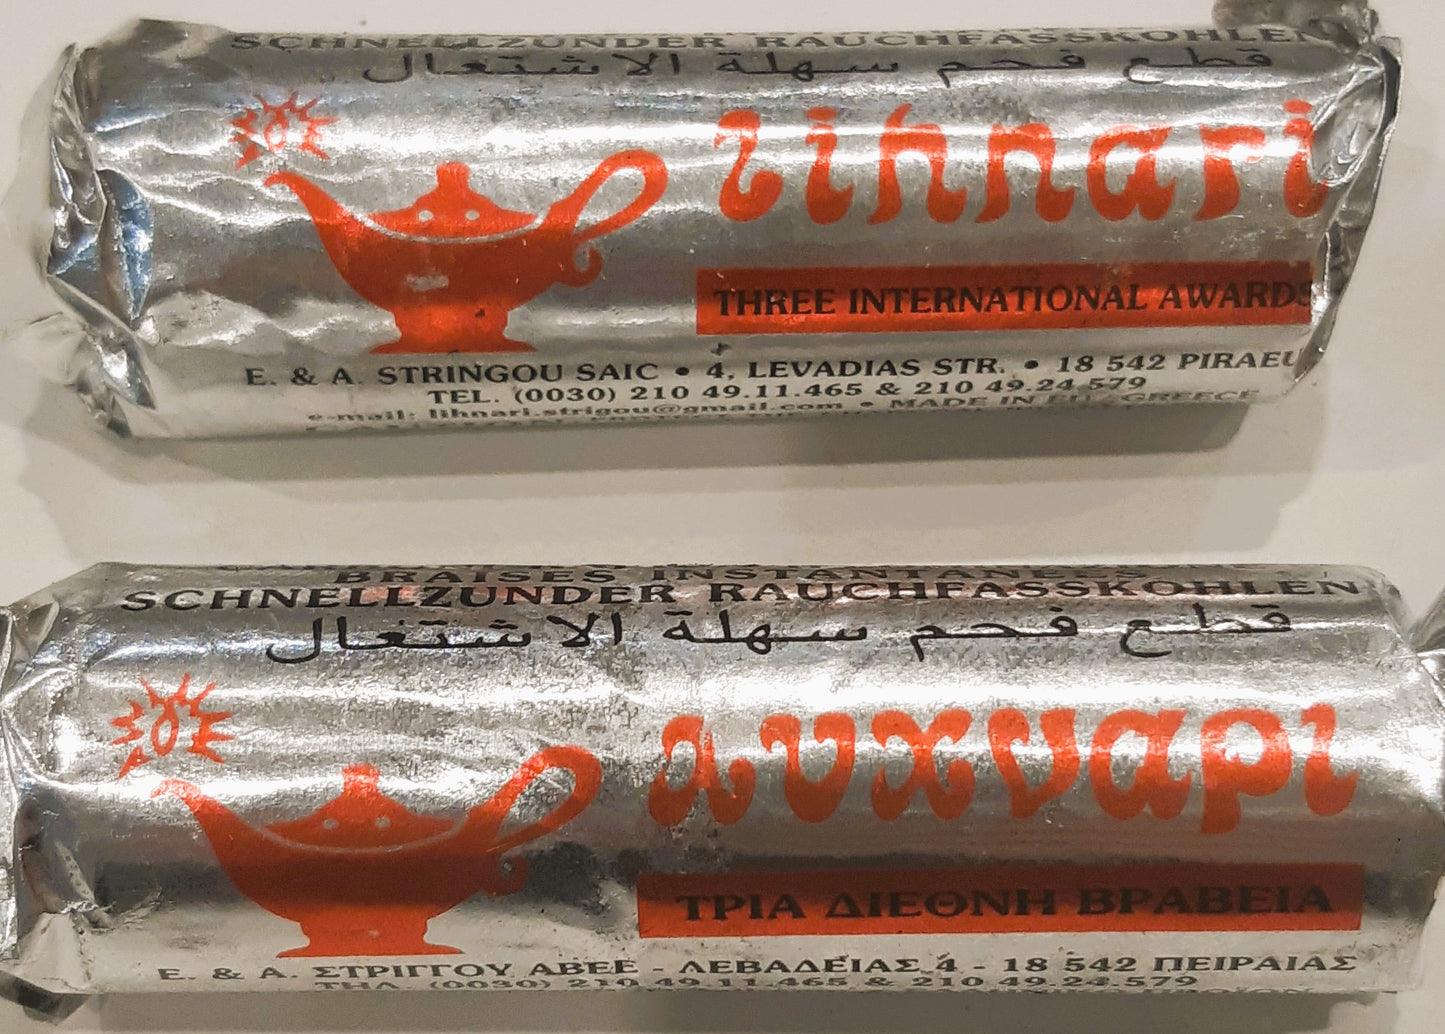 SCHNELLZUNDER RAUCHFASSKOHLEN
قطع فحم سهلة الاشتعال
lihnari
THREE INTERNATIONAL AWARDS
E. & A. STRINGOU SAIC • 4, LEVADIAS STR. • 18 542 PIRAEU
TEL. (0030) 210 49.11.465 & 210 49.24.579
e-mail: lihnari.strigou@gmail.com • MADE IN EU / GREECE
BRAISES INSTANTANEES
SCHNELLZUNDER RAUCHFASSKOHLEN
قطع فحم سهلة الاشتعال
λυχναρι
ΤΡΙΑ ΔΙΕΘΝΗ ΒΡΑΒΕΙΑ
Ε. & Α. ΣΤΡΙΓΓΟΥ ΑΒΕΕ - ΛΕΒΑΔΕΙΑΣ 4 - 18 542 ΠΕΙΡΑΙΑΣ
ΤΗΛ. (0030) 210 49.11.465 & 210 49.24.579